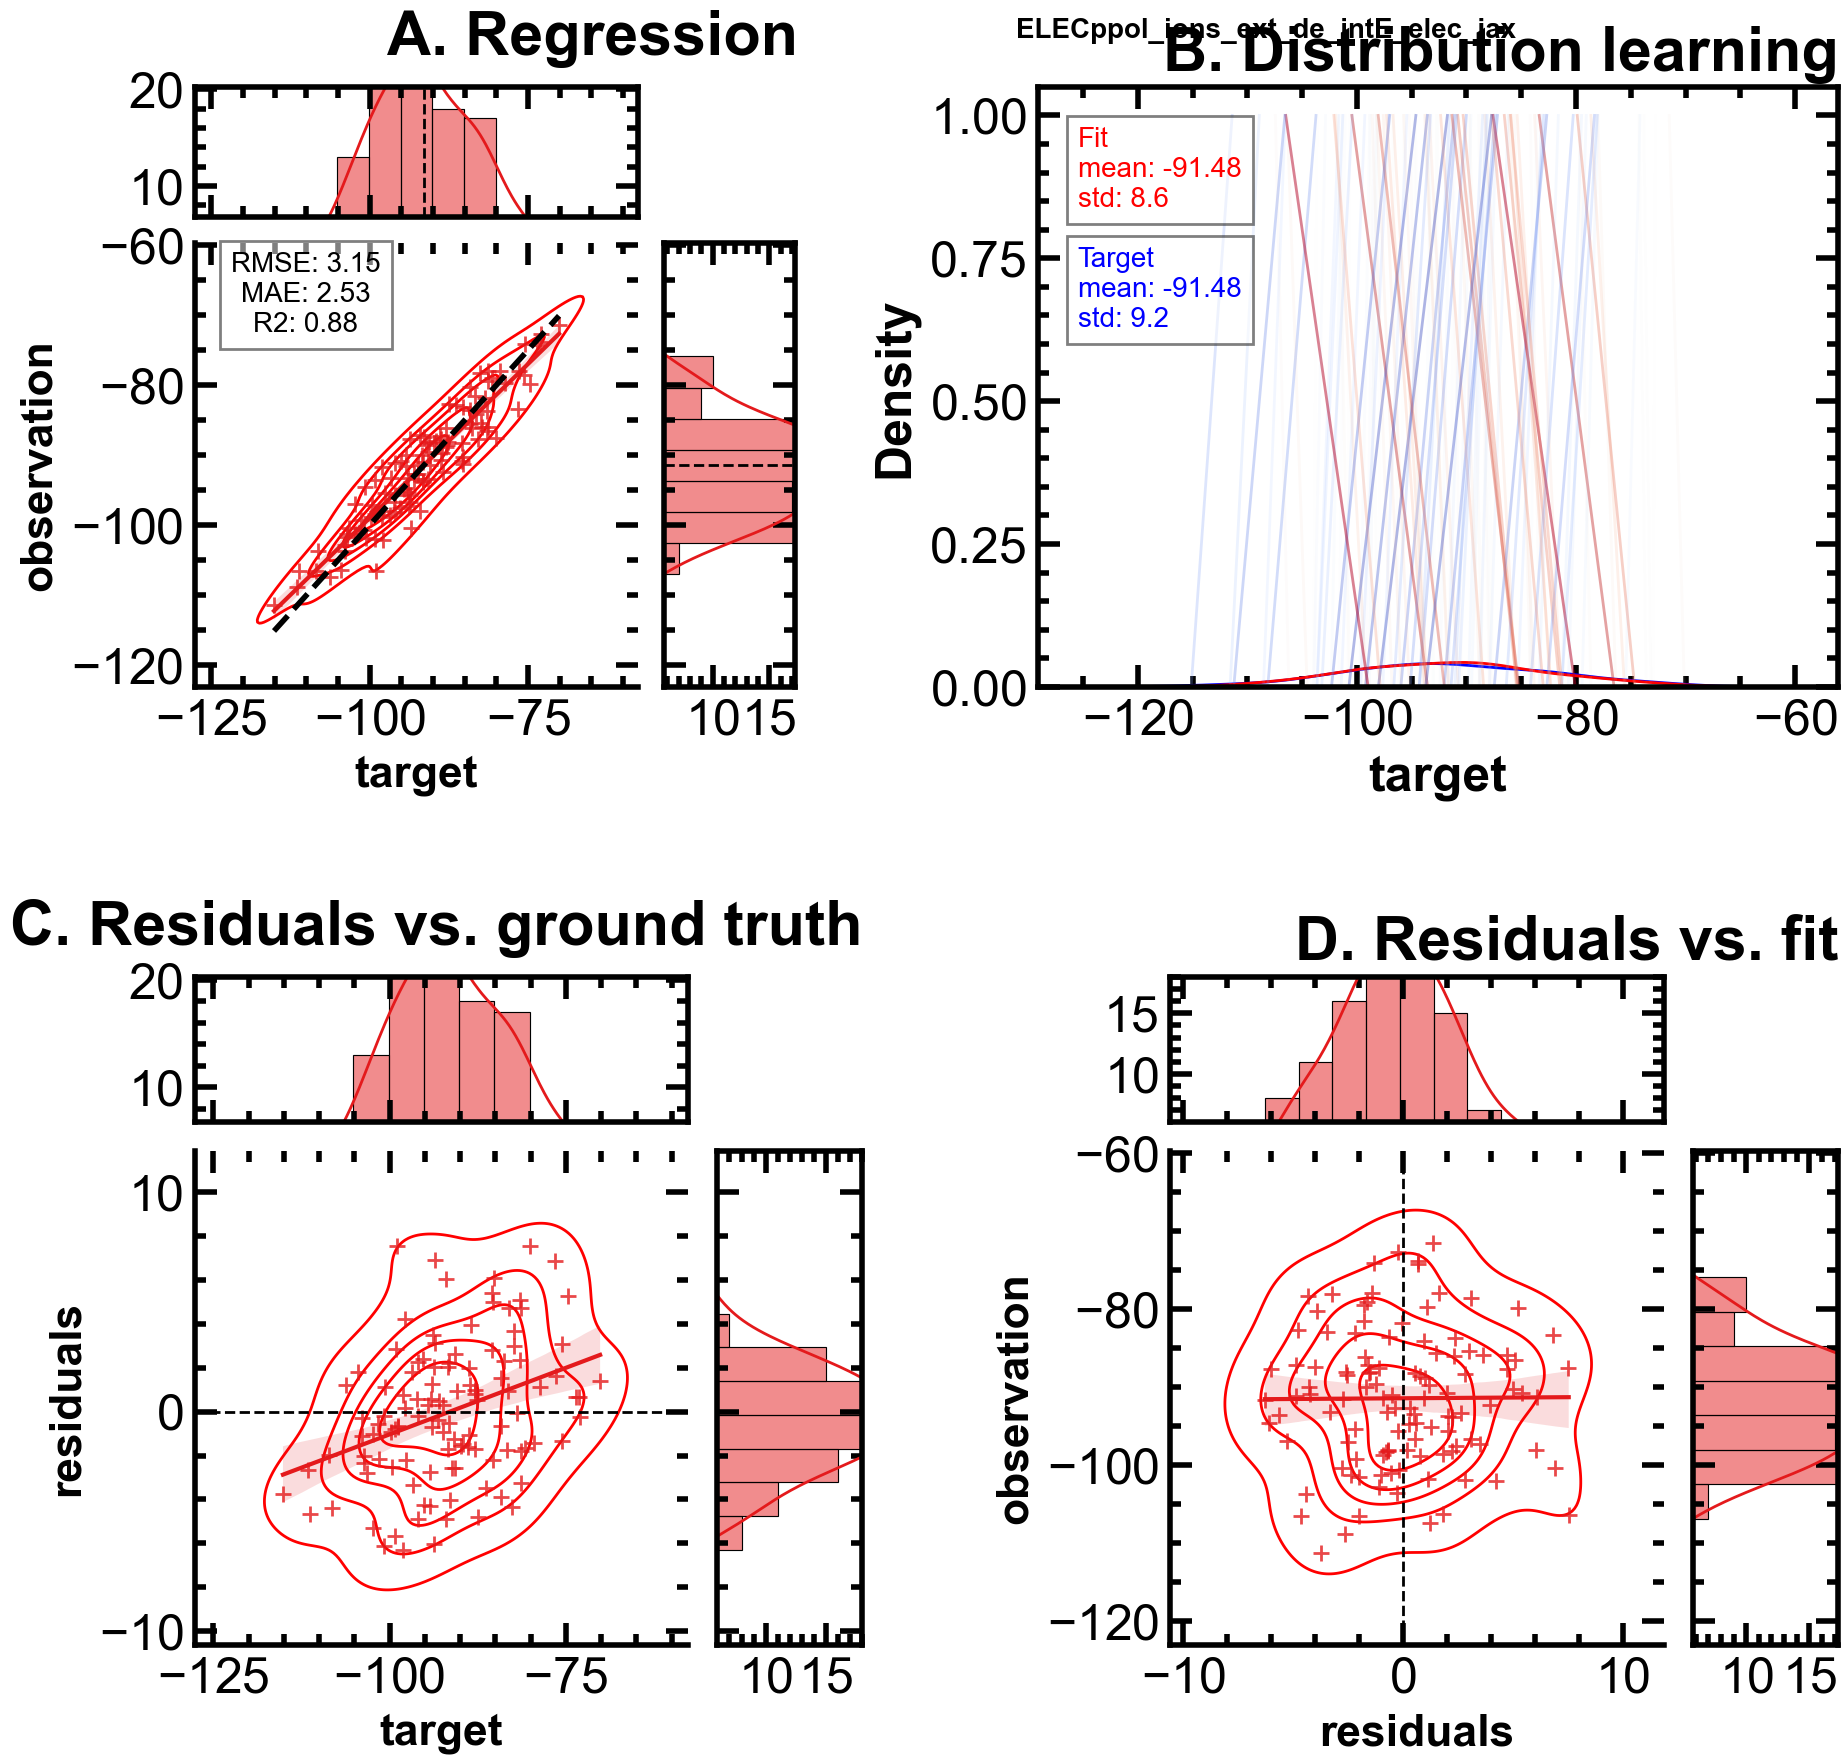 A. Regression
20
10
−60
−80
−100
−120
RMSE: 3.15
MAE: 2.53
R2: 0.88
observation
−125 −100 −75
10 15
target
ELECppol_ions_ext_de_intE_elec_jax
B. Distribution learning
1.00
0.75
0.50
0.25
0.00
Fit
mean: -91.48
std: 8.6
Target
mean: -91.48
std: 9.2
Density
−120 −100 −80 −60
target
C. Residuals vs. ground truth
20
10
10
0
−10
residuals
−125 −100 −75
10 15
target
D. Residuals vs. fit
15
10
−60
−80
−100
−120
observation
−10 0 10
10 15
residuals